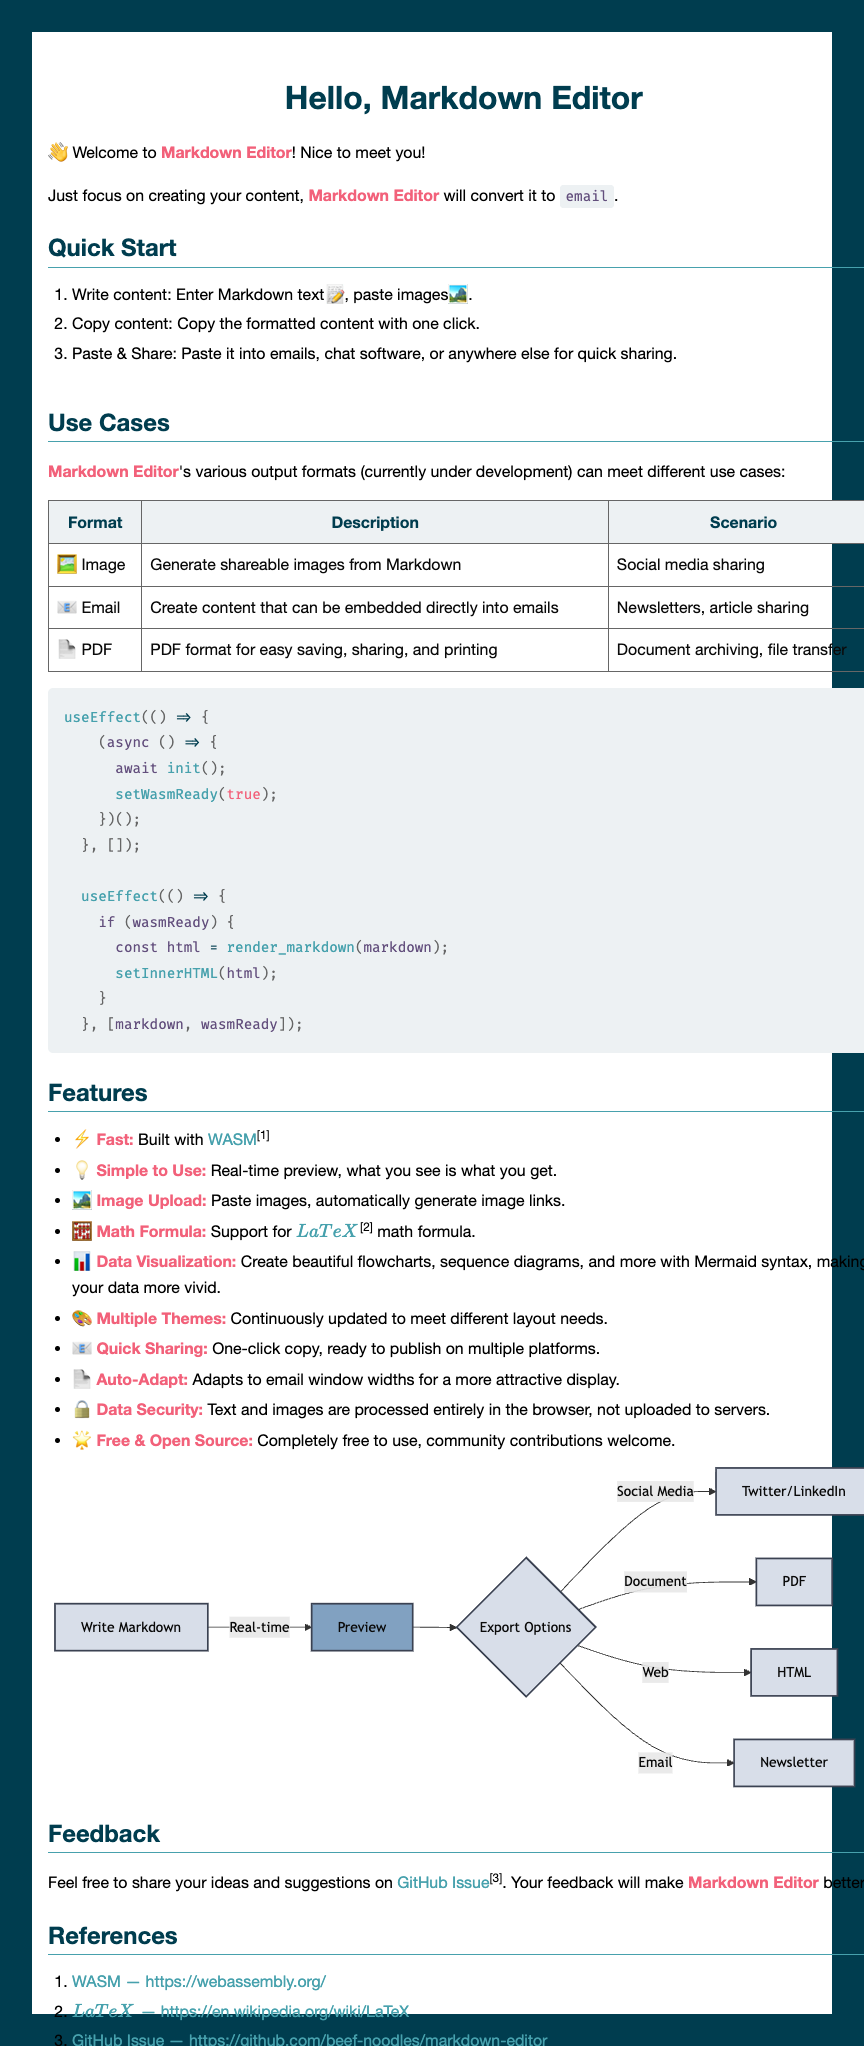 Hello, Markdown Editor
👋 Welcome to Markdown Editor! Nice to meet you!
Just focus on creating your content, Markdown Editor will convert it to email.
Quick Start
1. Write content: Enter Markdown text📝, paste images🏞️.
2. Copy content: Copy the formatted content with one click.
3. Paste & Share: Paste it into emails, chat software, or anywhere else for quick sharing.
Use Cases
Markdown Editor's various output formats (currently under development) can meet different use cases:
Format Description Scenario
🖼️ Image Generate shareable images from Markdown Social media sharing
📧 Email Create content that can be embedded directly into emails Newsletters, article sharing
📄 PDF PDF format for easy saving, sharing, and printing Document archiving, file transfer
useEffect(() => {
    (async () => {
      await init();
      setWasmReady(true);
    })();
  }, []);
  useEffect(() => {
    if (wasmReady) {
      const html = render_markdown(markdown);
      setInnerHTML(html);
    }
  }, [markdown, wasmReady]);
Features
• ⚡ Fast: Built with WASM[1]
• 💡 Simple to Use: Real-time preview, what you see is what you get.
• 🏞️ Image Upload: Paste images, automatically generate image links.
• 🧮 Math Formula: Support for LaTeX[2] math formula.
• 📊 Data Visualization: Create beautiful flowcharts, sequence diagrams, and more with Mermaid syntax, making
your data more vivid.
• 🎨 Multiple Themes: Continuously updated to meet different layout needs.
• 📧 Quick Sharing: One-click copy, ready to publish on multiple platforms.
• 📄 Auto-Adapt: Adapts to email window widths for a more attractive display.
• 🔒 Data Security: Text and images are processed entirely in the browser, not uploaded to servers.
• 🌟 Free & Open Source: Completely free to use, community contributions welcome.
Write Markdown
Real-time
Preview
Export Options
Social Media
Twitter/LinkedIn
Document
PDF
Web
HTML
Email
Newsletter
Feedback
Feel free to share your ideas and suggestions on GitHub Issue[3]. Your feedback will make Markdown Editor better
References
1. WASM — https://webassembly.org/
2. LaTeX — https://en.wikipedia.org/wiki/LaTeX
3. GitHub Issue — https://github.com/beef-noodles/markdown-editor